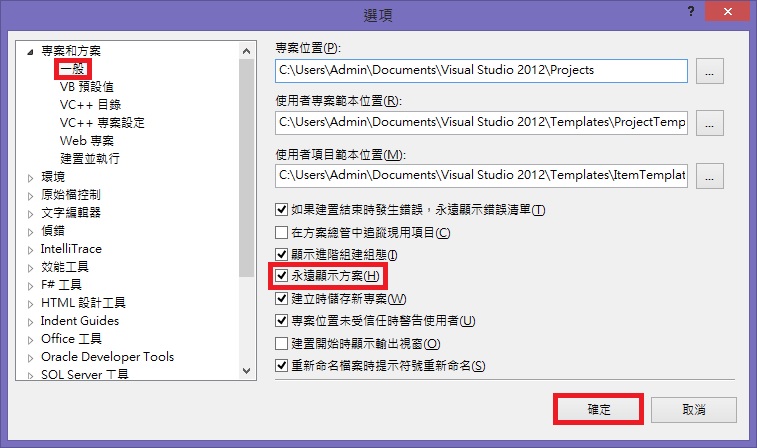 選項
? ×
專案和方案
一般
VB 預設值
VC++ 目錄
VC++ 專案設定
Web 專案
建置並執行
環境
原始檔控制
文字編輯器
偵錯
IntelliTrace
效能工具
F# 工具
HTML 設計工具
Indent Guides
Office 工具
Oracle Developer Tools
SQL Server 工具
專案位置(P):
C:\Users\Admin\Documents\Visual Studio 2012\Projects
...
使用者專案範本位置(R):
C:\Users\Admin\Documents\Visual Studio 2012\Templates\ProjectTemp
...
使用者項目範本位置(M):
C:\Users\Admin\Documents\Visual Studio 2012\Templates\ItemTemplat
...
如果建置結束時發生錯誤，永遠顯示錯誤清單(T)
在方案總管中追蹤現用項目(C)
顯示進階組建組態(I)
永遠顯示方案(H)
建立時儲存新專案(W)
專案位置未受信任時警告使用者(U)
建置開始時顯示輸出視窗(O)
重新命名檔案時提示符號重新命名(S)
確定
取消